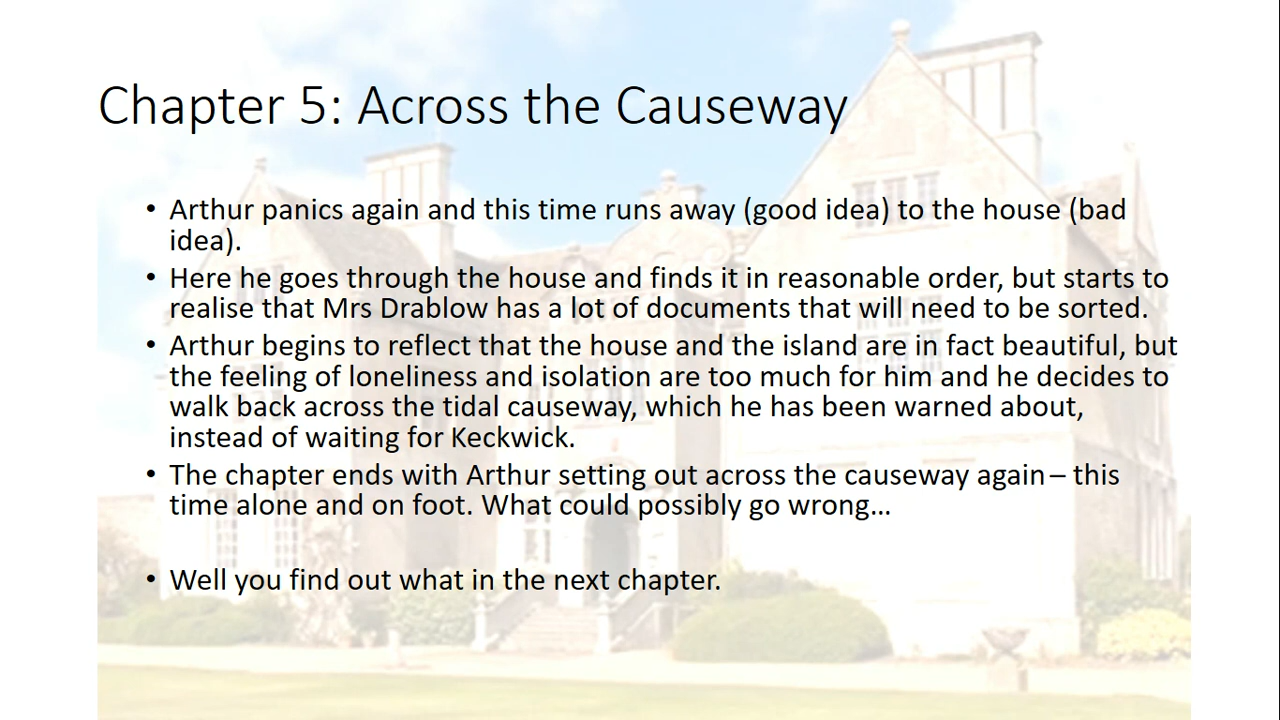 Chapter 5: Across the Causeway
• Arthur panics again and this time runs away (good idea) to the house (bad
idea).
• Here he goes through the house and finds it in reasonable order, but starts to
realise that Mrs Drablow has a lot of documents that will need to be sorted.
• Arthur begins to reflect that the house and the island are in fact beautiful, but
the feeling of loneliness and isolation are too much for him and he decides to
walk back across the tidal causeway, which he has been warned about,
instead of waiting for Keckwick.
• The chapter ends with Arthur setting out across the causeway again – this
time alone and on foot. What could possibly go wrong…
• Well you find out what in the next chapter.